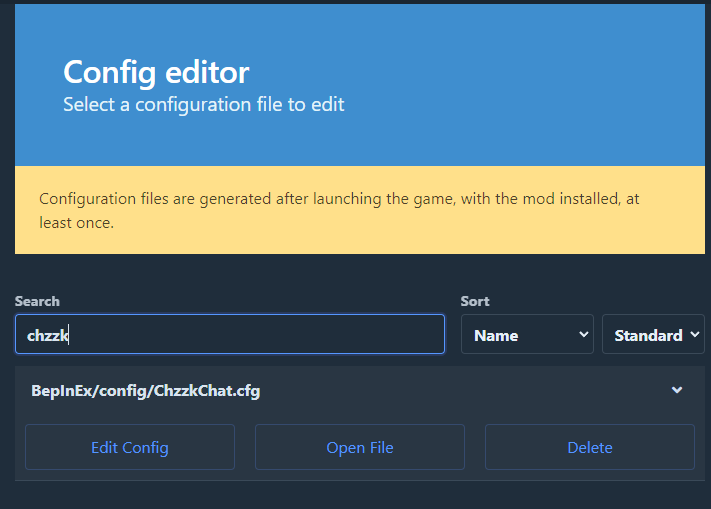 Config editor
Select a configuration file to edit
Configuration files are generated after launching the game, with the mod installed, at
least once.
Search
Sort
chzzk
Name
Standard
BepInEx/config/ChzzkChat.cfg
Edit Config
Open File
Delete